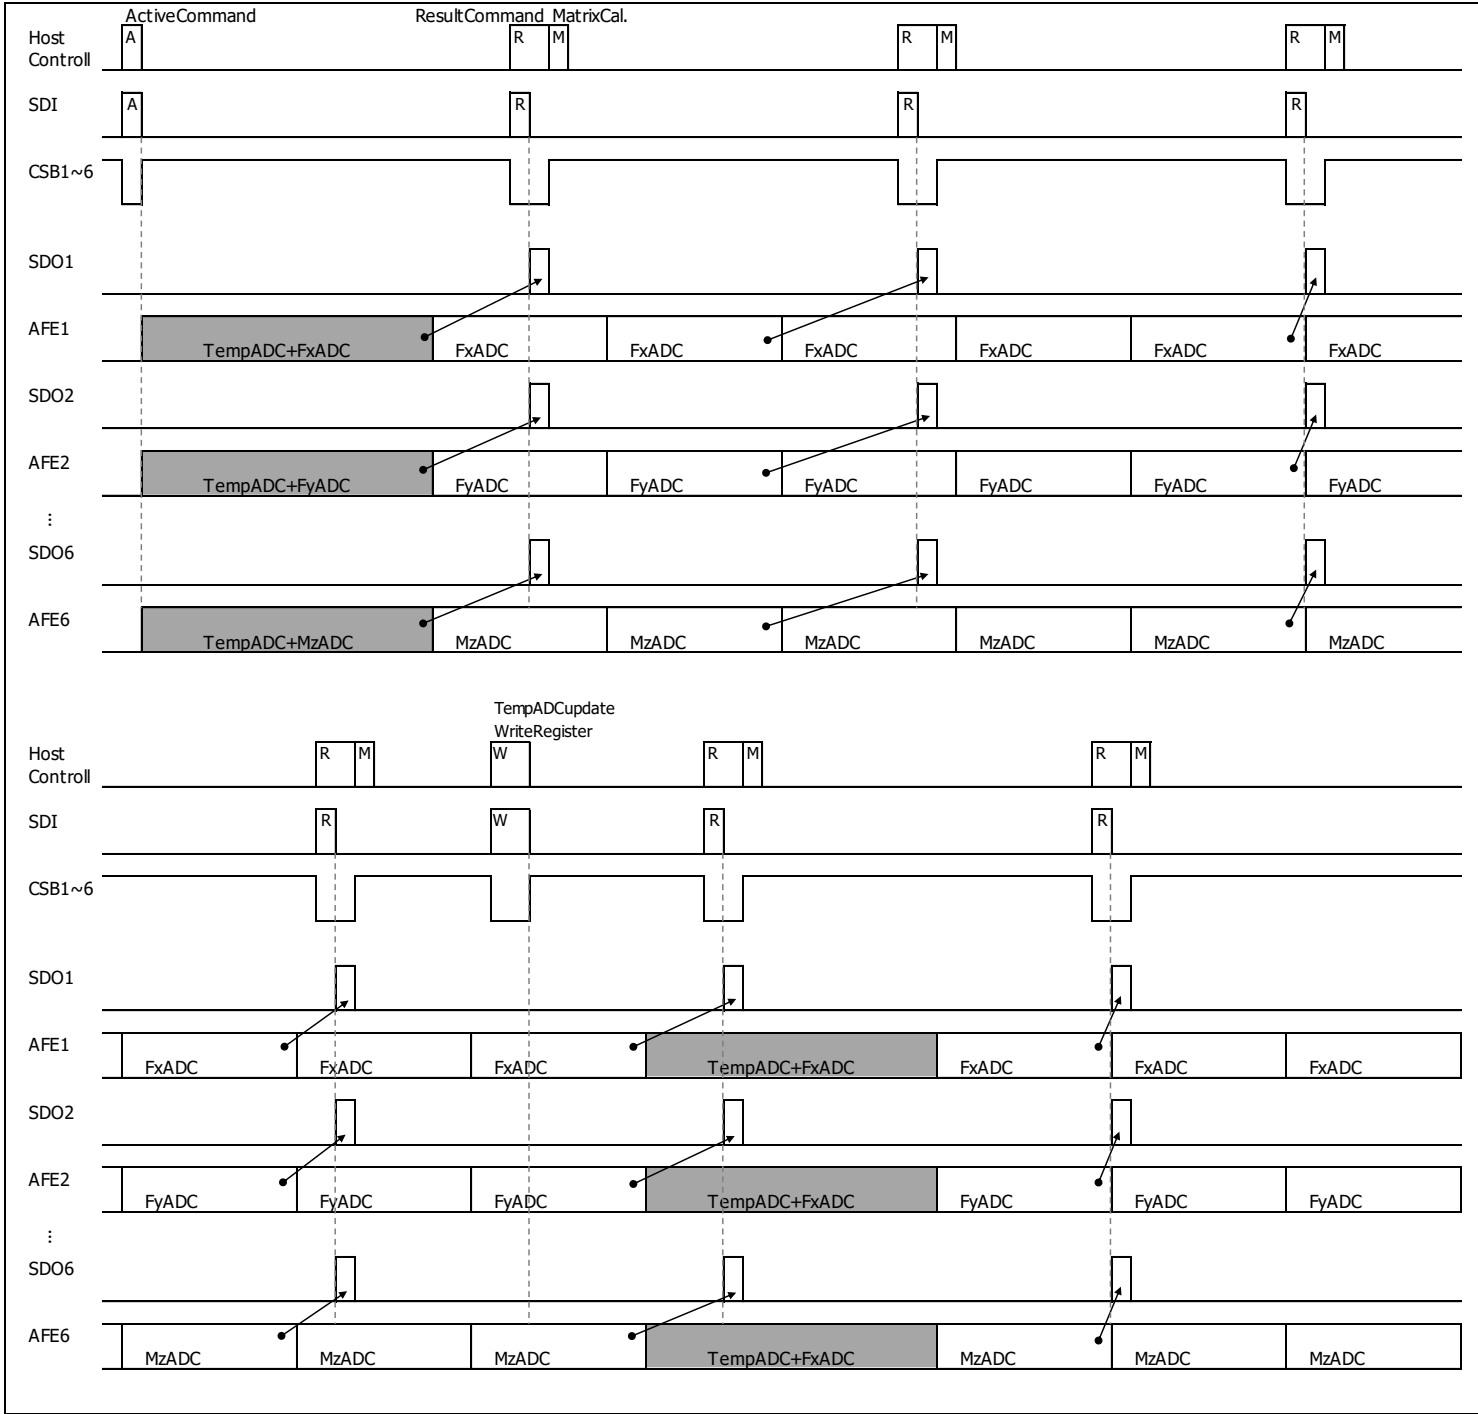 ActiveCommand ResultCommand MatrixCal.
Host Controll A R M R M R M
SDI A R R R
CSB1~6
SDO1
AFE1 TempADC+FxADC FxADC FxADC FxADC FxADC FxADC FxADC
SDO2
AFE2 TempADC+FyADC FyADC FyADC FyADC FyADC FyADC FyADC
⋮
SDO6
AFE6 TempADC+MzADC MzADC MzADC MzADC MzADC MzADC MzADC
TempADCupdate
WriteRegister
Host Controll R M W R M R M
SDI R W R R
CSB1~6
SDO1
AFE1 FxADC FxADC FxADC TempADC+FxADC FxADC FxADC FxADC
SDO2
AFE2 FyADC FyADC FyADC TempADC+FxADC FyADC FyADC FyADC
⋮
SDO6
AFE6 MzADC MzADC MzADC TempADC+FxADC MzADC MzADC MzADC